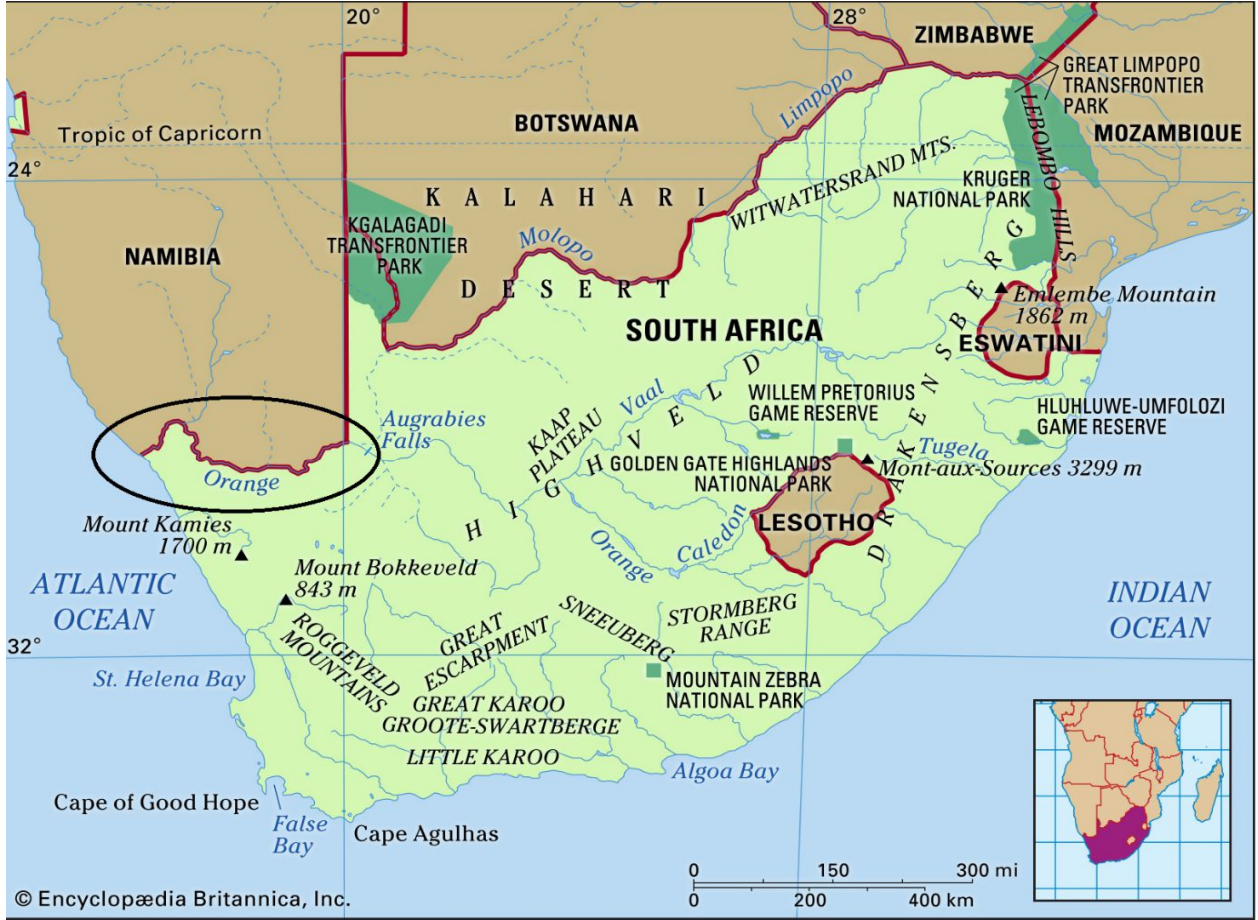 20°
28°
ZIMBABWE
GREAT LIMPOPO
TRANSFRONTIER
PARK
Limpopo
Tropic of Capricorn
BOTSWANA
LEBOMBO HILLS
MOZAMBIQUE
24°
WITWATERSRAND MTS.
KRUGER
NATIONAL PARK
KALAHARI
DESERT
KGALAGADI
TRANSFRONTIER
PARK
NAMIBIA
Molopo
Emlembe Mountain
1862 m
SOUTH AFRICA
ESWATINI
DRAKENSBERG
WILLEM PRETORIUS
GAME RESERVE
HLUHLUWE-UMFOLOZI
GAME RESERVE
Vaal
KAAP
PLATEAU
HIGHVELD
Augrabies
Falls
Tugela
GOLDEN GATE HIGHLANDS
NATIONAL PARK
Mont-aux-Sources 3299 m
Orange
LESOTHO
Caledon
Orange
Mount Kamies
1700 m
Mount Bokkeveld
843 m
ATLANTIC
OCEAN
INDIAN
OCEAN
STORMBERG
RANGE
SNEEUBERG
GREAT
ESCARPMENT
ROGGEVELD
MOUNTAINS
32°
St. Helena Bay
MOUNTAIN ZEBRA
NATIONAL PARK
GREAT KAROO
GROOTE-SWARTBERGE
LITTLE KAROO
Algoa Bay
Cape of Good Hope
False
Bay
Cape Agulhas
0 150 300 mi
0 200 400 km
© Encyclopædia Britannica, Inc.